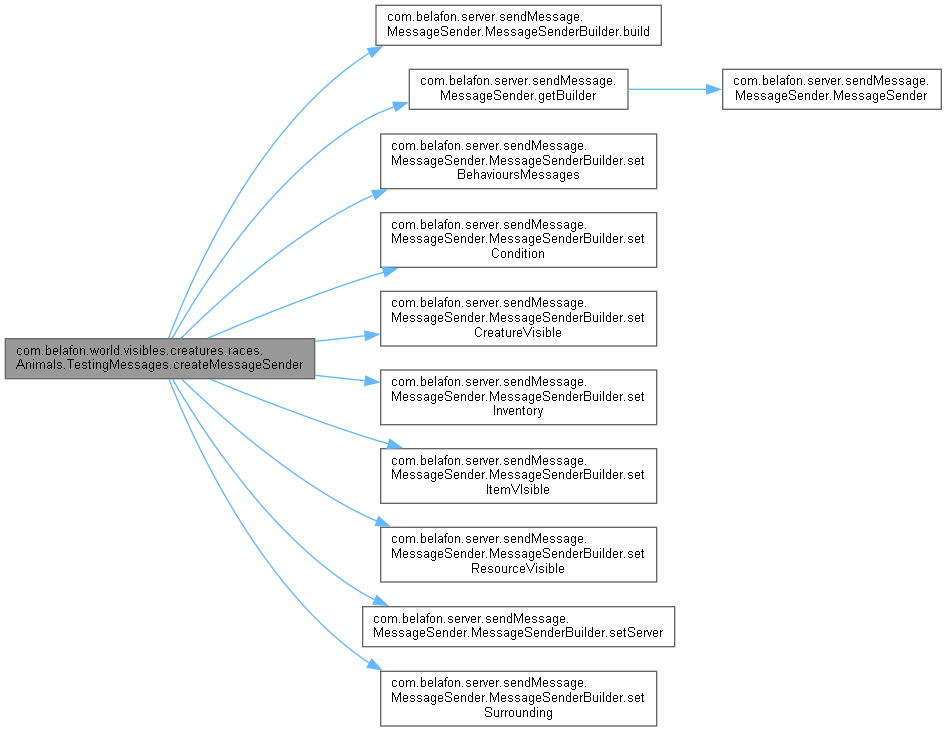 com.belafon.server.sendMessage.
MessageSender.MessageSenderBuilder.build
com.belafon.server.sendMessage.
MessageSender.getBuilder
com.belafon.server.sendMessage.
MessageSender.MessageSender
com.belafon.server.sendMessage.
MessageSender.MessageSenderBuilder.set
BehavioursMessages
com.belafon.server.sendMessage.
MessageSender.MessageSenderBuilder.set
Condition
com.belafon.server.sendMessage.
MessageSender.MessageSenderBuilder.set
CreatureVisible
com.belafon.world.visibles.creatures.races.
Animals.TestingMessages.createMessageSender
com.belafon.server.sendMessage.
MessageSender.MessageSenderBuilder.set
Inventory
com.belafon.server.sendMessage.
MessageSender.MessageSenderBuilder.set
ItemVIsible
com.belafon.server.sendMessage.
MessageSender.MessageSenderBuilder.set
ResourceVisible
com.belafon.server.sendMessage.
MessageSender.MessageSenderBuilder.setServer
com.belafon.server.sendMessage.
MessageSender.MessageSenderBuilder.set
Surrounding